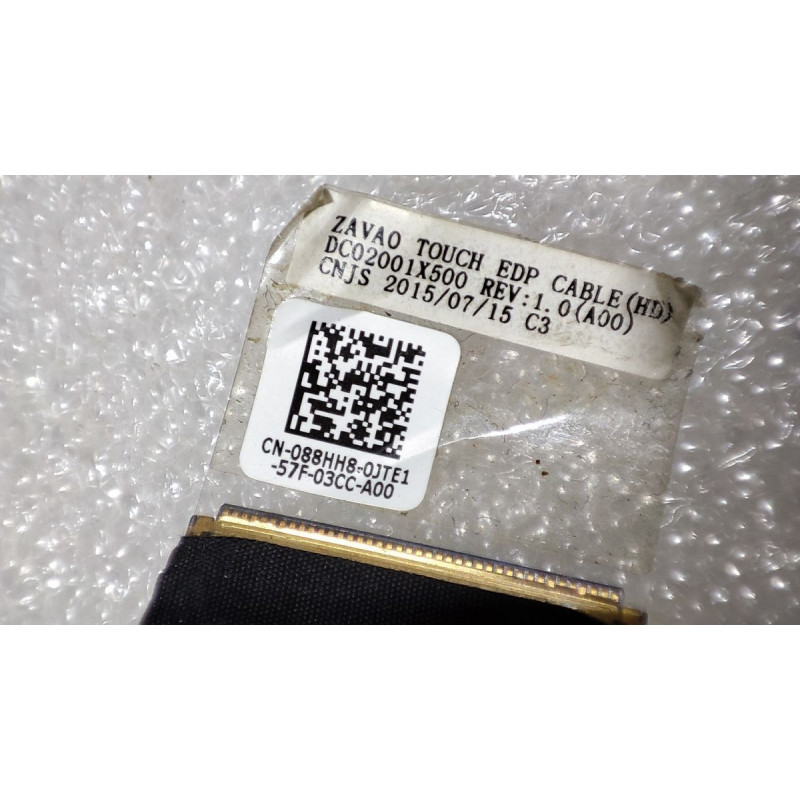 ZAVA0 TOUCH EDP CABLE(HD)
DC02001X500 REV:1.0(A00)
CNJS 2015/07/15 C3
CN-088HH8-0JTE1
-57F-03CC-A00